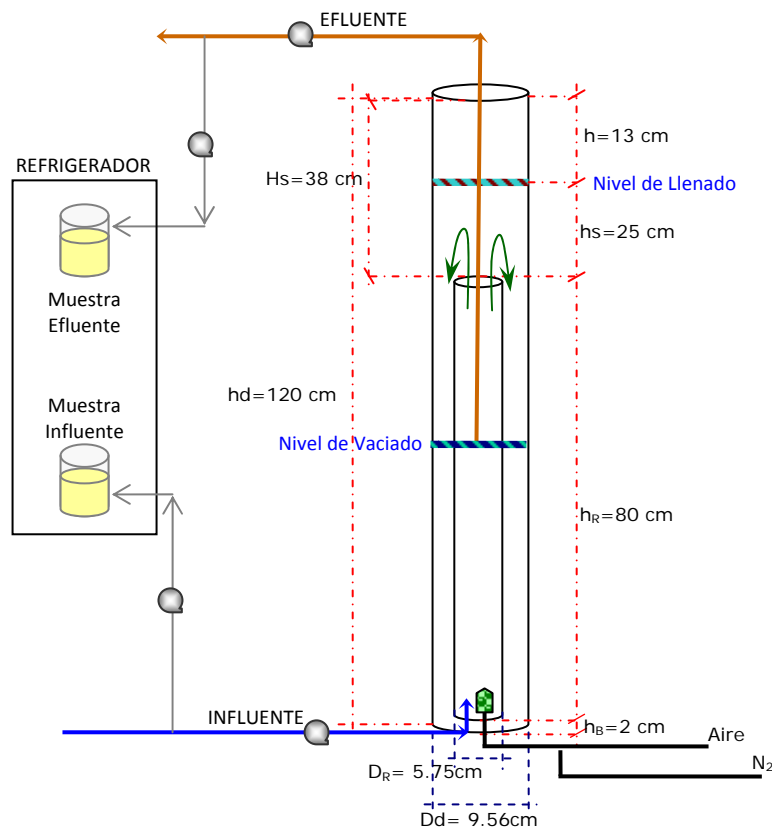 EFLUENTE
h=13 cm
REFRIGERADOR
Hs=38 cm
Nivel de Llenado
hs=25 cm
Muestra
Efluente
hd=120 cm
Muestra
Influente
Nivel de Vaciado
hR=80 cm
INFLUENTE
hB=2 cm
Aire
DR= 5.75cm
N2
Dd= 9.56cm